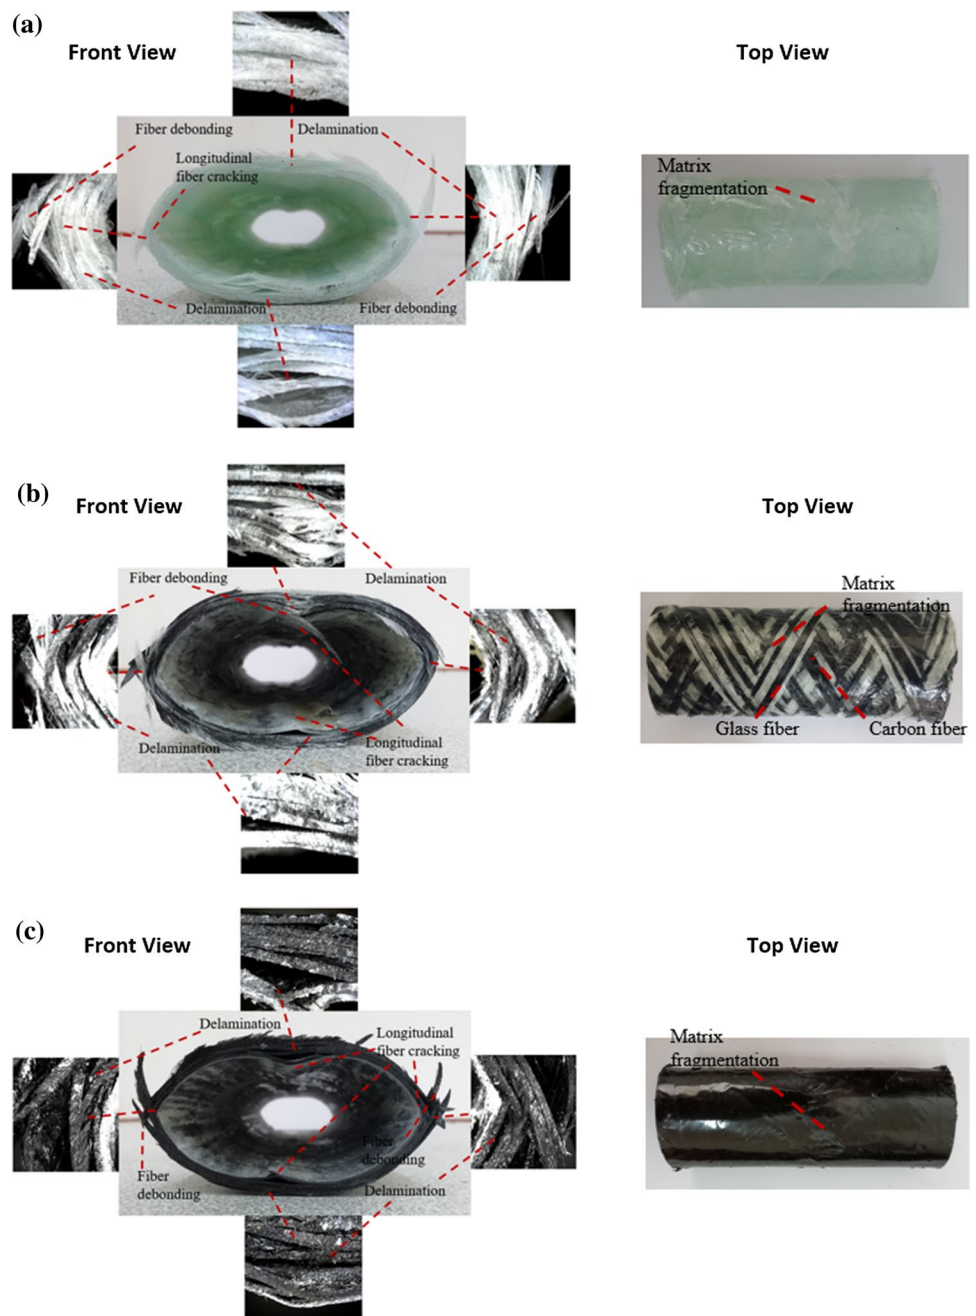 (a)
Front View
Top View
Fiber debonding
Delamination
Longitudinal
fiber cracking
Matrix
fragmentation
Delamination
Fiber debonding
(b)
Front View
Top View
Fiber debonding
Delamination
Matrix
fragmentation
Glass fiber
Carbon fiber
Delamination
Longitudinal
fiber cracking
(c)
Front View
Top View
Delamination
Longitudinal
fiber cracking
Matrix
fragmentation
Fiber
debonding
Fiber
debonding
Delamination